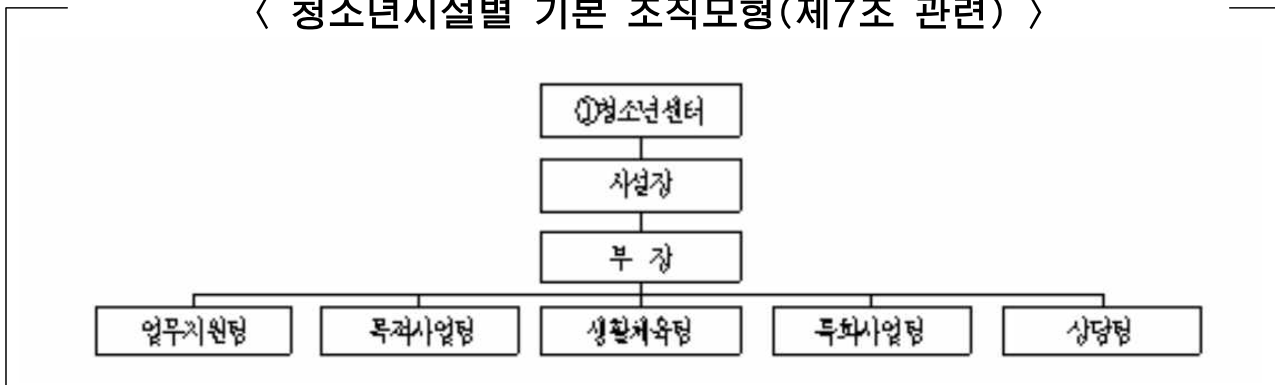 〈 청소년시설별 기본 조직모형(제7조 관련) 〉
①청소년센터
시설장
부 장
업무지원팀 목적사업팀 생활체육팀 특화사업팀 상담팀